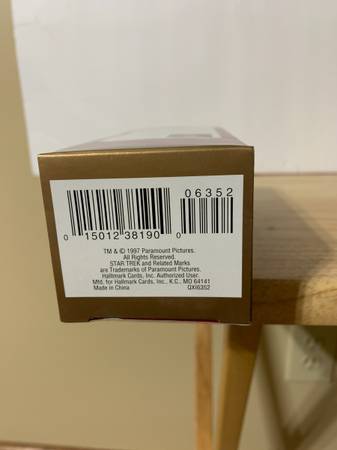 06352
0 15012 38190 0
TM & © 1997 Paramount Pictures.
All Rights Reserved.
STAR TREK and Related Marks
are Trademarks of Paramount Pictures.
Hallmark Cards, Inc., Authorized User.
Mfd. for Hallmark Cards, Inc., K.C., MO 64141
Made in China QXI6352